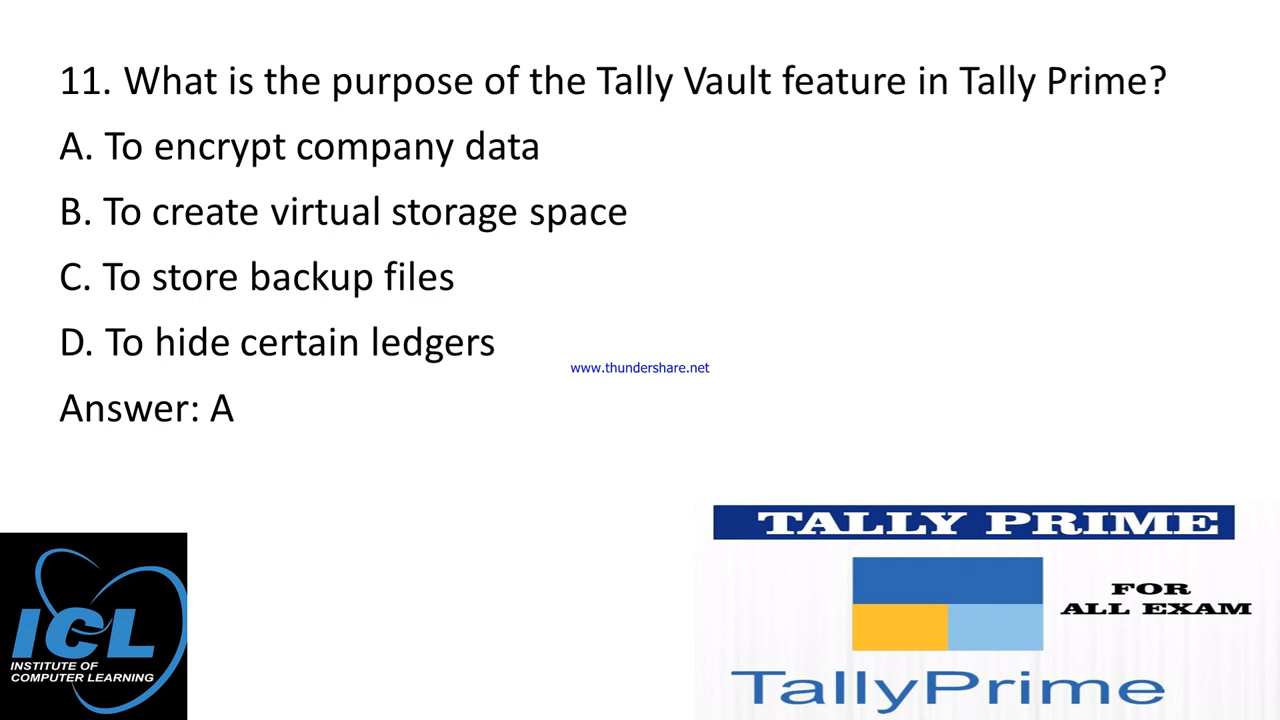 11. What is the purpose of the Tally Vault feature in Tally Prime?
A. To encrypt company data
B. To create virtual storage space
C. To store backup files
D. To hide certain ledgers
www.thundershare.net
Answer: A
TALLY PRIME
FOR
ALL EXAM
TallyPrime
ICL
INSTITUTE OF
COMPUTER LEARNING